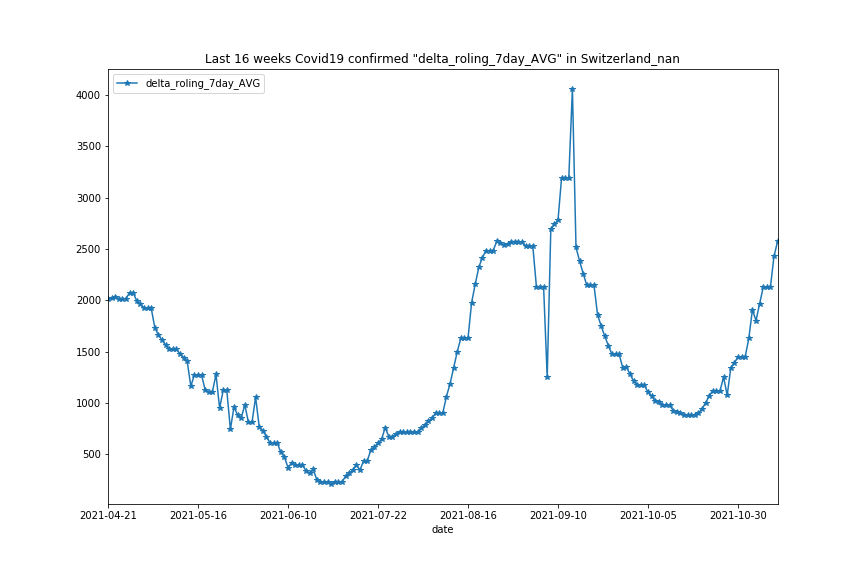 Last 16 weeks Covid19 confirmed "delta_roling_7day_AVG" in Switzerland_nan
delta_roling_7day_AVG
4000
3500
3000
2500
2000
1500
1000
500
2021-04-21 2021-05-16 2021-06-10 2021-07-22 2021-08-16 2021-09-10 2021-10-05 2021-10-30
date